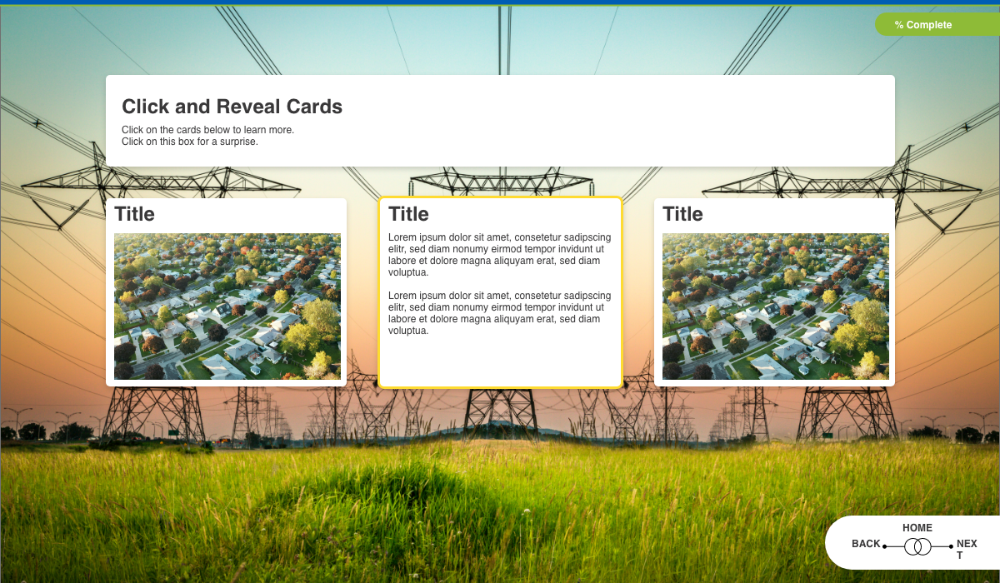 % Complete
Click and Reveal Cards
Click on the cards below to learn more.
Click on this box for a surprise.
Title
Title
Lorem ipsum dolor sit amet, consetetur sadipscing
elitr, sed diam nonumy eirmod tempor invidunt ut
labore et dolore magna aliquyam erat, sed diam
voluptua.
Lorem ipsum dolor sit amet, consetetur sadipscing
elitr, sed diam nonumy eirmod tempor invidunt ut
labore et dolore magna aliquyam erat, sed diam
voluptua.
Title
HOME
BACK
NEX
T